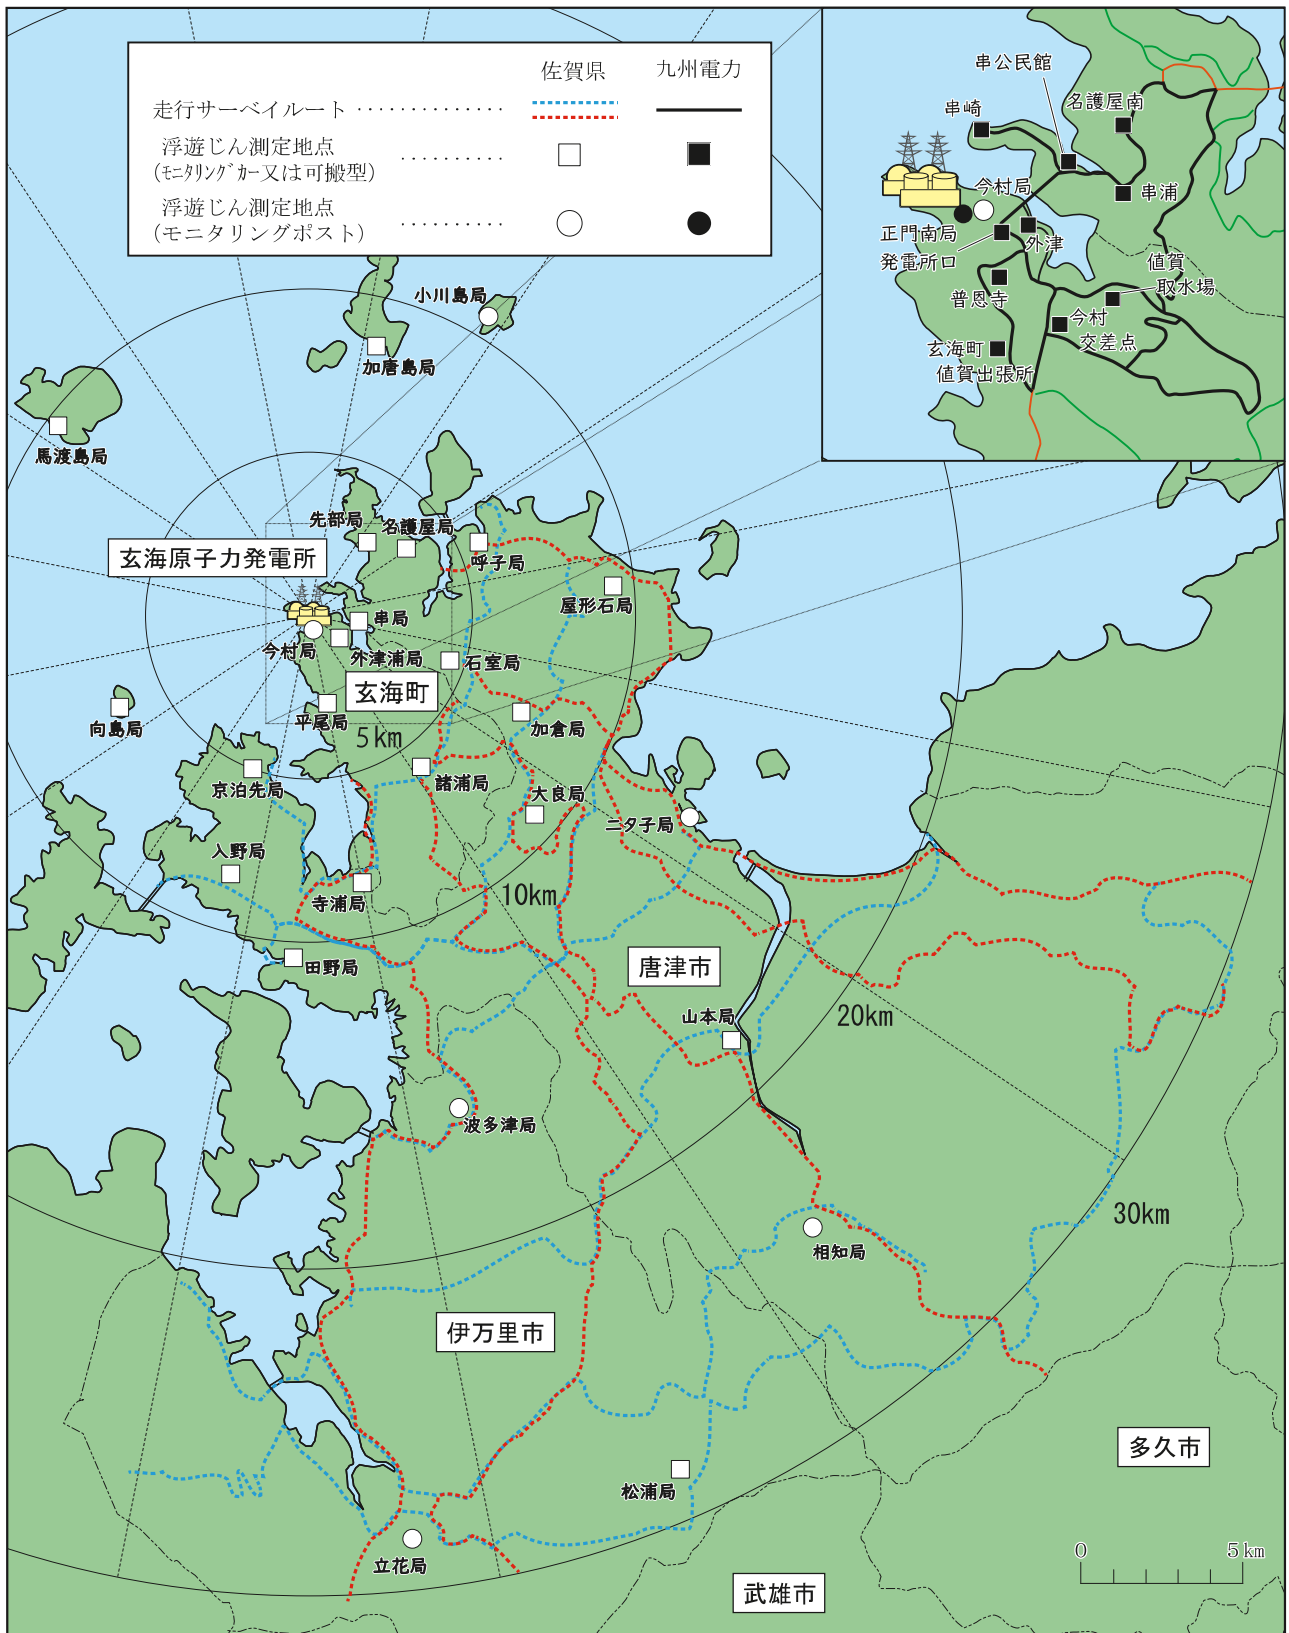 佐賀県
九州電力
走行サーベイルート
浮遊じん測定地点
(ﾓﾆﾀﾘﾝｸﾞｶｰ又は可搬型)
浮遊じん測定地点
(モニタリングポスト)
串公民館
串崎
名護屋南
今村局
串浦
正門南局
外津
発電所口
値賀
取水場
普恩寺
今村
交差点
玄海町
値賀出張所
小川島局
加唐島局
馬渡島局
先部局
名護屋局
呼子局
玄海原子力発電所
屋形石局
串局
今村局
外津浦局
石室局
玄海町
向島局
平尾局
加倉局
5km
京泊先局
諸浦局
大良局
二タ子局
入野局
寺浦局
10km
田野局
唐津市
山本局
20km
波多津局
30km
相知局
伊万里市
多久市
松浦局
立花局
武雄市
0
5km